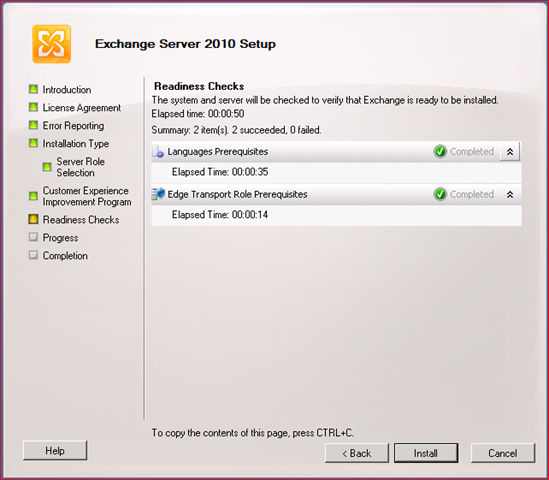 Exchange Server 2010 Setup
Introduction
License Agreement
Error Reporting
Installation Type
Server Role
Selection
Customer Experience
Improvement Program
Readiness Checks
Progress
Completion
Readiness Checks
The system and server will be checked to verify that Exchange is ready to be installed.
Elapsed time: 00:00:50
Summary: 2 item(s). 2 succeeded, 0 failed.
Languages Prerequisites Completed
Elapsed Time: 00:00:35
Edge Transport Role Prerequisites Completed
Elapsed Time: 00:00:14
To copy the contents of this page, press CTRL+C.
Help < Back Install Cancel